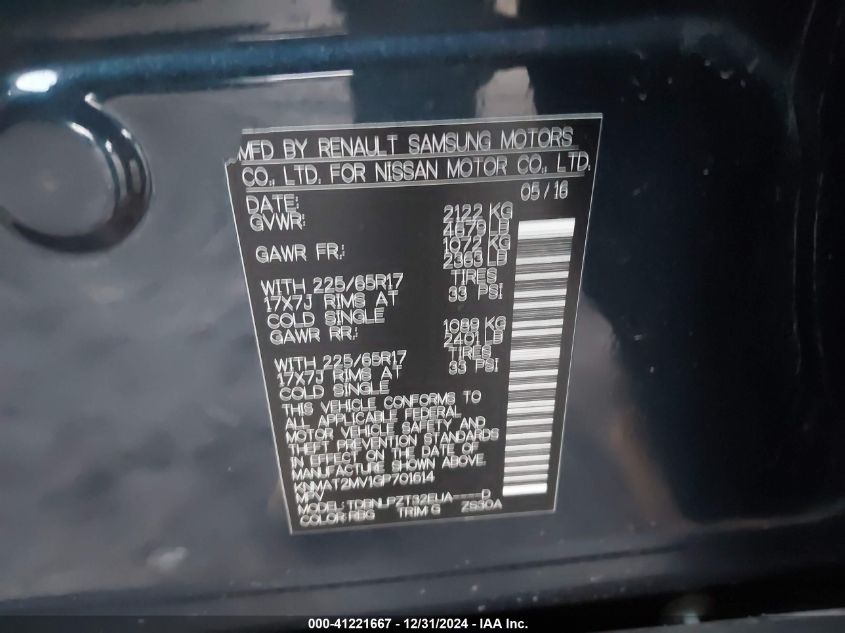 MFD BY RENAULT SAMSUNG MOTORS
CO., LTD. FOR NISSAN MOTOR CO., LTD.
DATE: 05/16
GVWR: 2122 KG
4679 LB
GAWR FR: 1072 KG
2363 LB
WITH 225/65R17 TIRES
17X7J RIMS AT 33 PSI
COLD SINGLE
GAWR RR: 1089 KG
2401 LB
WITH 225/65R17 TIRES
17X7J RIMS AT 33 PSI
COLD SINGLE
THIS VEHICLE CONFORMS TO
ALL APPLICABLE FEDERAL
MOTOR VEHICLE SAFETY AND
THEFT PREVENTION STANDARDS
IN EFFECT ON THE DATE OF
MANUFACTURE SHOWN ABOVE.
KNMAT2MV1GP701614
MPV
MODEL: TDBNLPZT32EUA----D
COLOR: RBG TRIM G ZS30A
000-41221667 - 12/31/2024 - IAA Inc.